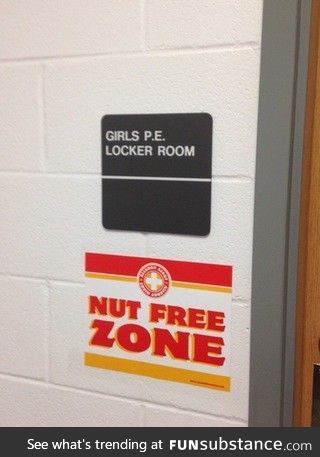 GIRLS P.E.
LOCKER ROOM
NUT FREE
ZONE
See what's trending at FUNsubstance.com